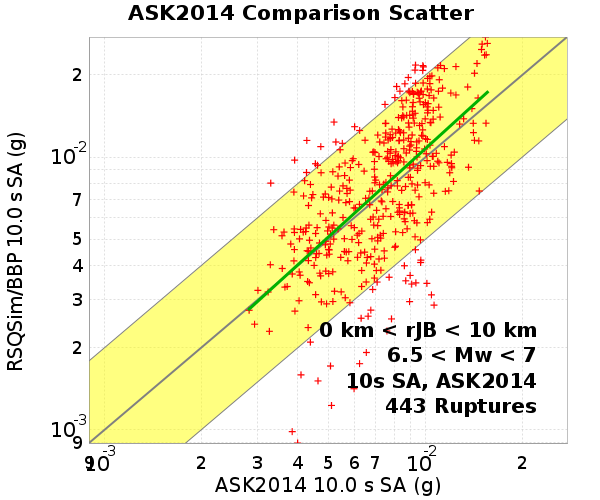 ASK2014 Comparison Scatter
RSQSim/BBP 10.0 s SA (g)
2
10-2
7
5
4
3
2
10-3
9
0 km < rJB < 10 km
6.5 < Mw < 7
10s SA, ASK2014
443 Ruptures
9 10-3 2 3 4 5 6 7 10-2 2
ASK2014 10.0 s SA (g)